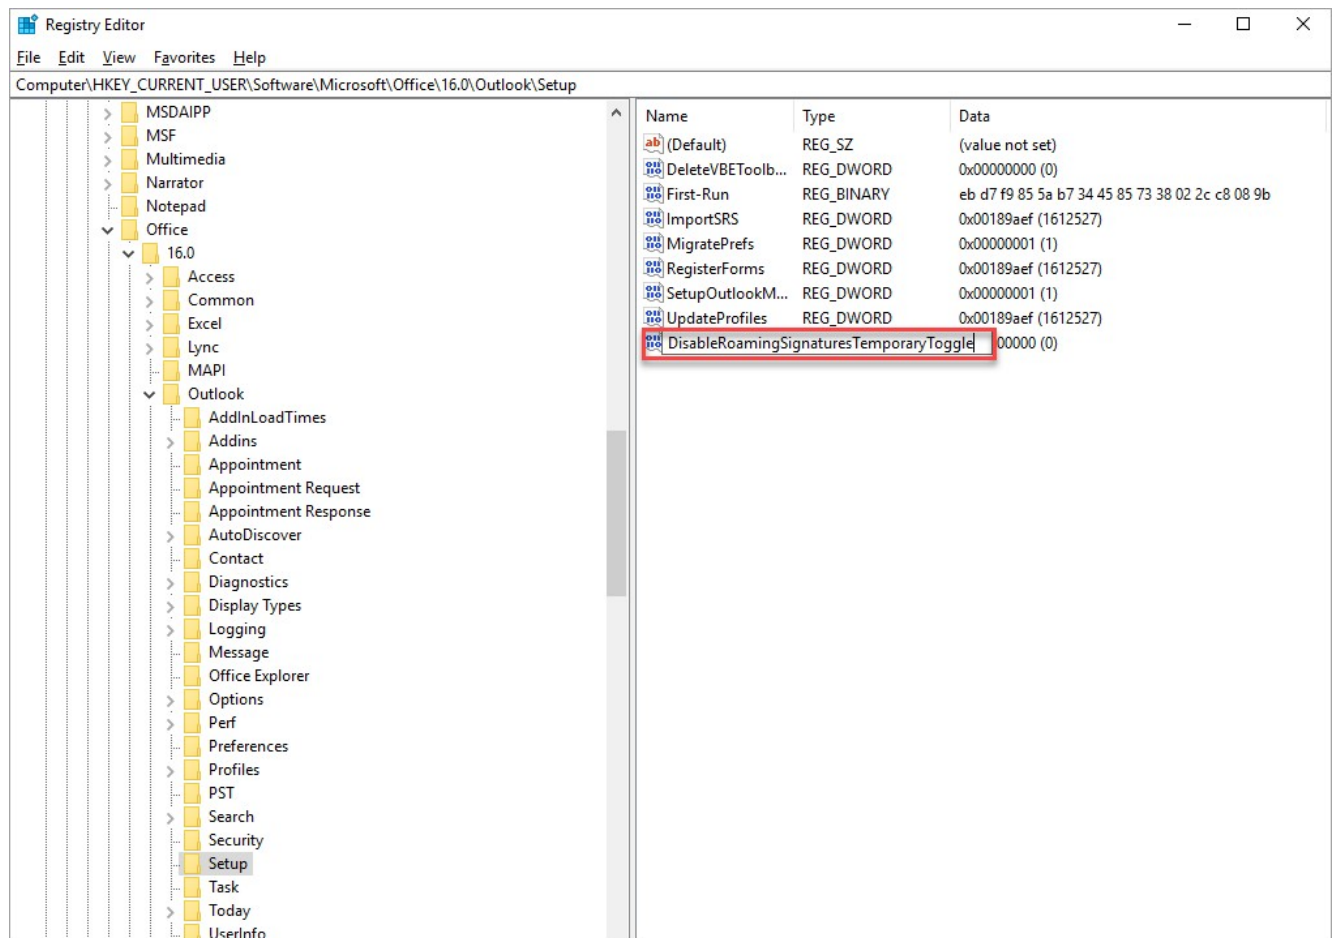 Registry Editor
File Edit View Favorites Help
Computer\HKEY_CURRENT_USER\Software\Microsoft\Office\16.0\Outlook\Setup
MSDAIPP
MSF
Multimedia
Narrator
Notepad
Office
16.0
Access
Common
Excel
Lync
MAPI
Outlook
AddInLoadTimes
Addins
Appointment
Appointment Request
Appointment Response
AutoDiscover
Contact
Diagnostics
Display Types
Logging
Message
Office Explorer
Options
Perf
Preferences
Profiles
PST
Search
Security
Setup
Task
Today
UserInfo
Name Type Data
(Default) REG_SZ (value not set)
DeleteVBEToolb... REG_DWORD 0x00000000 (0)
First-Run REG_BINARY eb d7 f9 85 5a b7 34 45 85 73 38 02 2c c8 08 9b
ImportSRS REG_DWORD 0x00189aef (1612527)
MigratePrefs REG_DWORD 0x00000001 (1)
RegisterForms REG_DWORD 0x00189aef (1612527)
SetupOutlookM... REG_DWORD 0x00000001 (1)
UpdateProfiles REG_DWORD 0x00189aef (1612527)
DisableRoamingSignaturesTemporaryToggle 00000 (0)